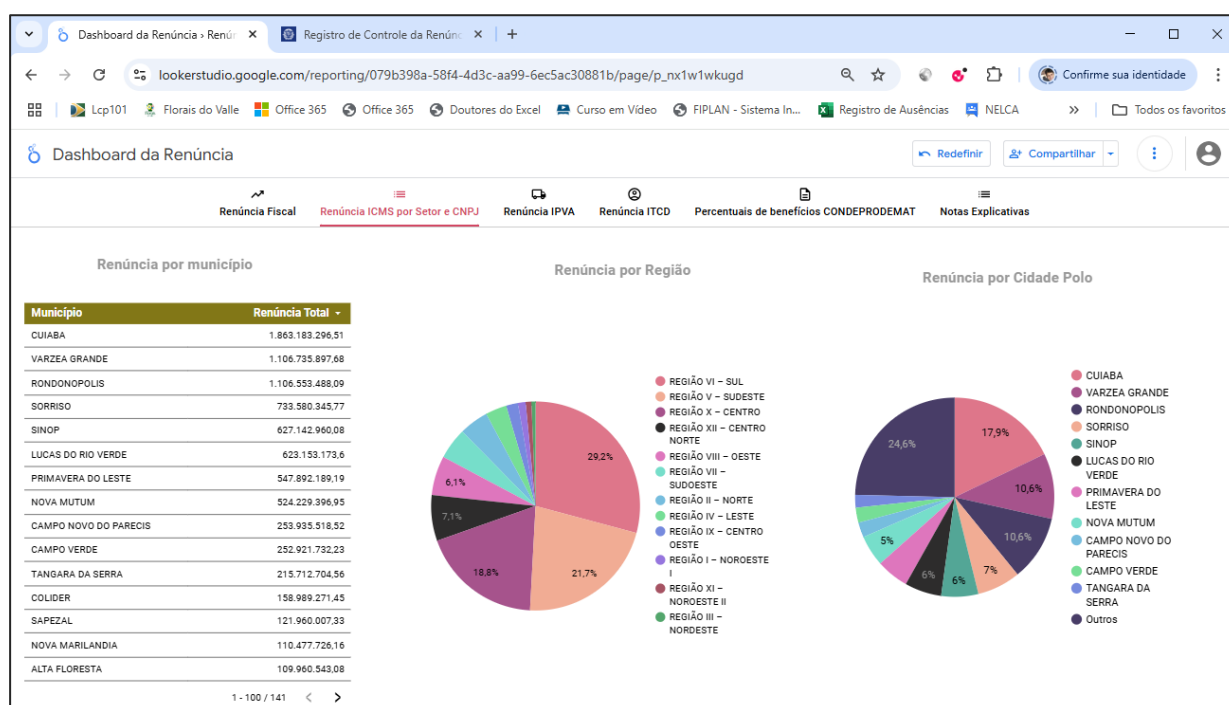 Dashboard da Renúncia › Renún
Registro de Controle da Renúnc
lookerstudio.google.com/reporting/079b398a-58f4-4d3c-aa99-6ec5ac30881b/page/p_nx1w1wkugd
Confirme sua identidade
Lcp101
Florais do Valle
Office 365
Office 365
Doutores do Excel
Curso em Vídeo
FIPLAN - Sistema In...
Registro de Ausências
NELCA
»
Todos os favoritos
Dashboard da Renúncia
Redefinir
Compartilhar
Renúncia Fiscal
Renúncia ICMS por Setor e CNPJ
Renúncia IPVA
Renúncia ITCD
Percentuais de benefícios CONDEPRODEMAT
Notas Explicativas
Renúncia por município
Município Renúncia Total
CUIABA 1.863.183.296,51
VARZEA GRANDE 1.106.735.897,68
RONDONOPOLIS 1.106.553.488,09
SORRISO 733.580.345,77
SINOP 627.142.960,08
LUCAS DO RIO VERDE 623.153.173,6
PRIMAVERA DO LESTE 547.892.189,19
NOVA MUTUM 524.229.396,95
CAMPO NOVO DO PARECIS 253.935.518,52
CAMPO VERDE 252.921.732,23
TANGARA DA SERRA 215.712.704,56
COLIDER 158.989.271,45
SAPEZAL 121.960.007,33
NOVA MARILANDIA 110.477.726,16
ALTA FLORESTA 109.960.543,08
1 - 100 / 141
Renúncia por Região
29,2%
21,7%
18,8%
7,1%
6,1%
REGIÃO VI – SUL
REGIÃO V – SUDESTE
REGIÃO X – CENTRO
REGIÃO XII – CENTRO
NORTE
REGIÃO VIII – OESTE
REGIÃO VII –
SUDOESTE
REGIÃO II – NORTE
REGIÃO IV – LESTE
REGIÃO IX – CENTRO
OESTE
REGIÃO I – NOROESTE
I
REGIÃO XI –
NOROESTE II
REGIÃO III –
NORDESTE
Renúncia por Cidade Polo
17,9%
10,6%
10,6%
7%
6%
6%
5%
24,6%
CUIABA
VARZEA GRANDE
RONDONOPOLIS
SORRISO
SINOP
LUCAS DO RIO
VERDE
PRIMAVERA DO
LESTE
NOVA MUTUM
CAMPO NOVO DO
PARECIS
CAMPO VERDE
TANGARA DA
SERRA
Outros